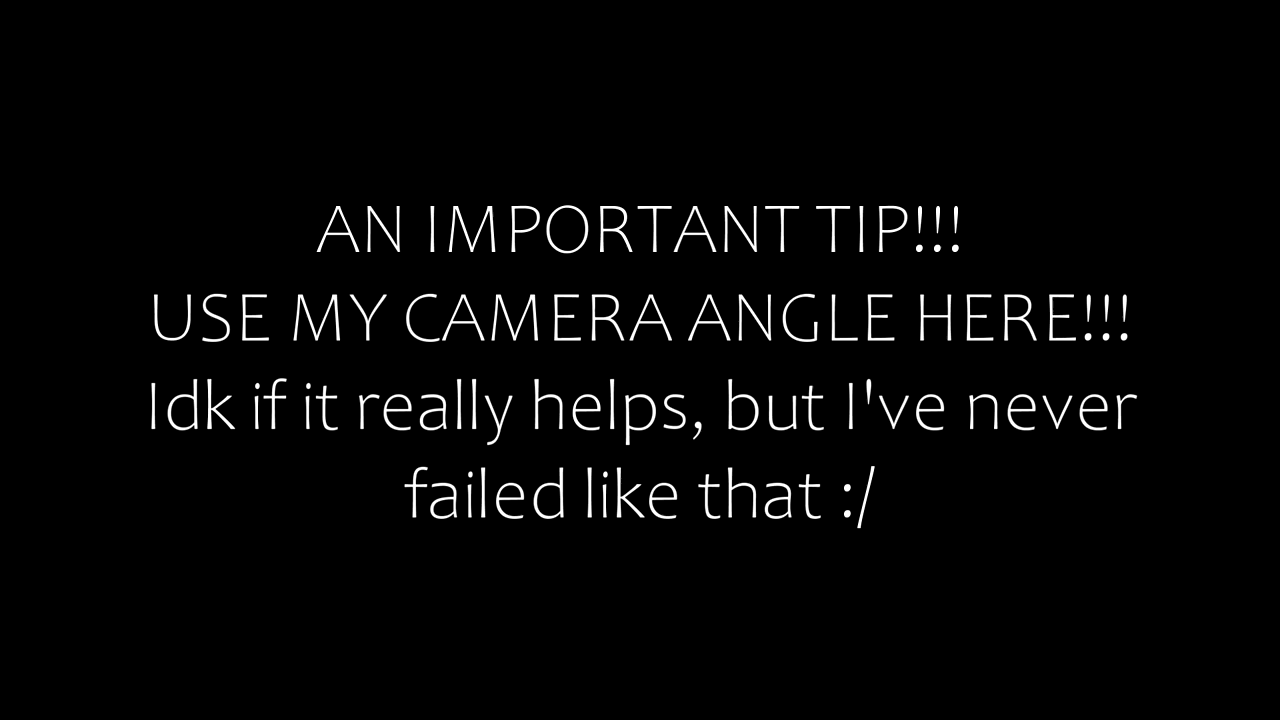 AN IMPORTANT TIP!!!
USE MY CAMERA ANGLE HERE!!!
Idk if it really helps, but I've never
failed like that :/